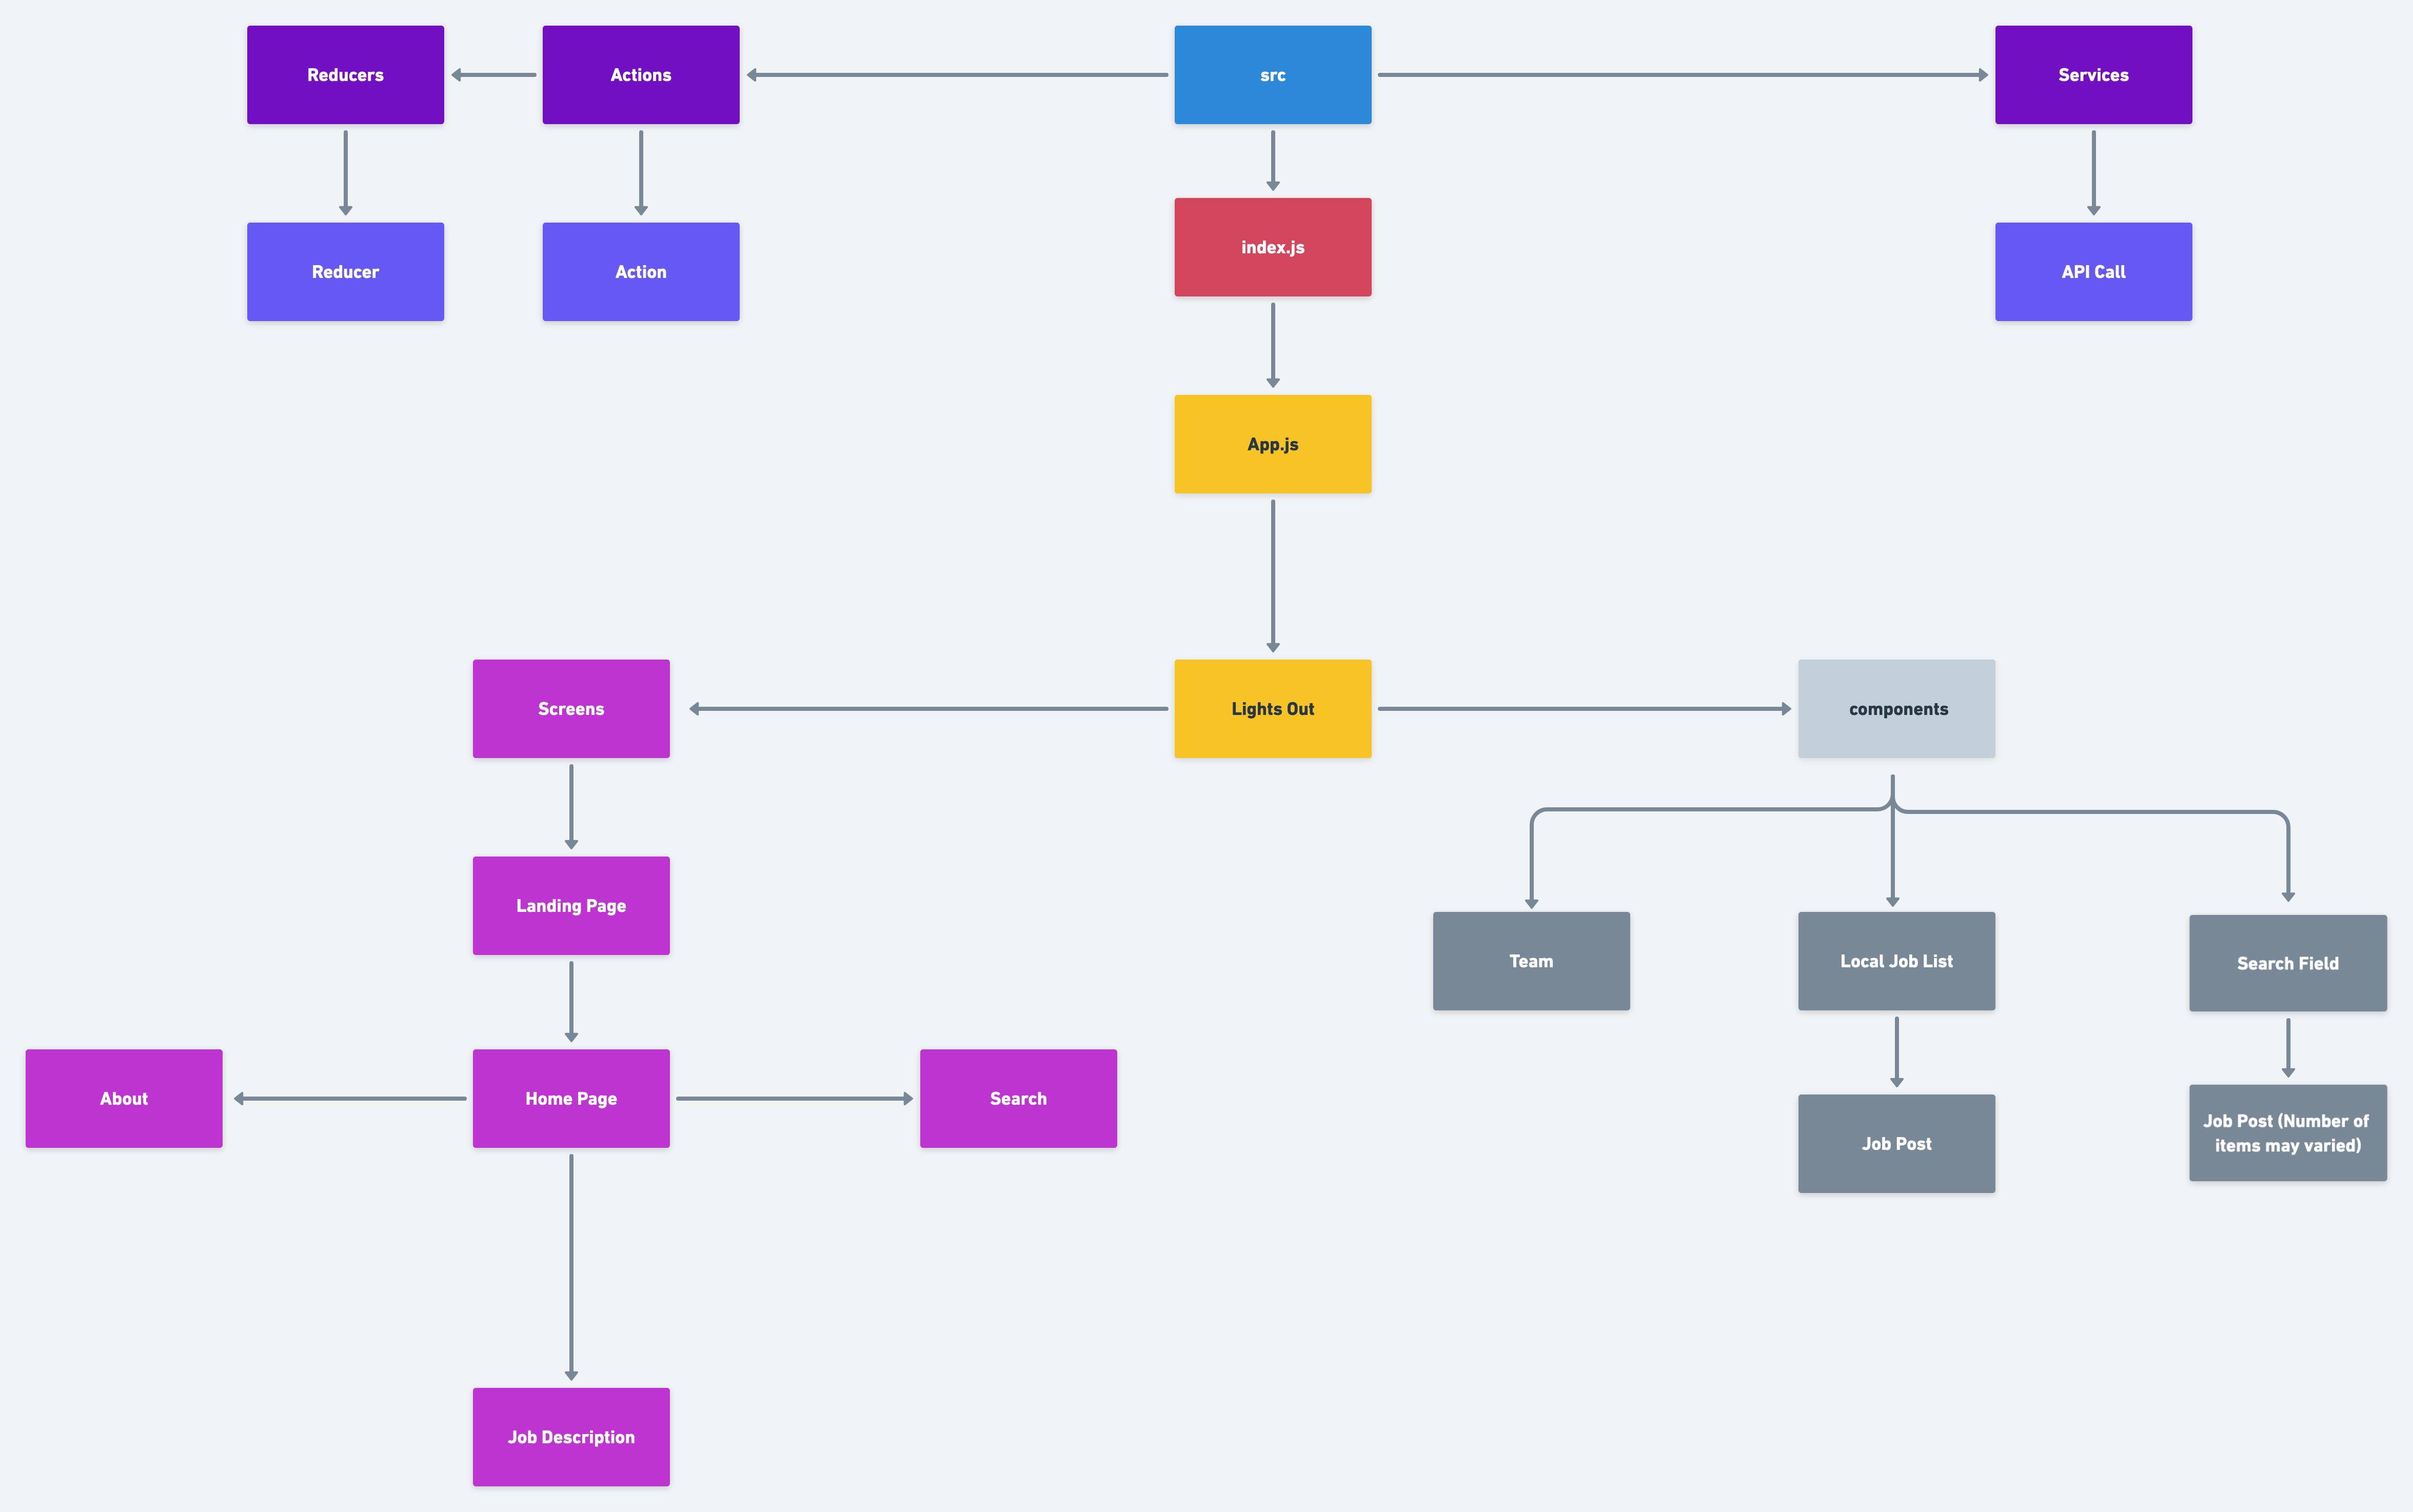 Reducers
Actions
src
Services
Reducer
Action
index.js
API Call
App.js
Screens
Lights Out
components
Landing Page
Team
Local Job List
Search Field
About
Home Page
Search
Job Post
Job Post (Number of
items may varied)
Job Description